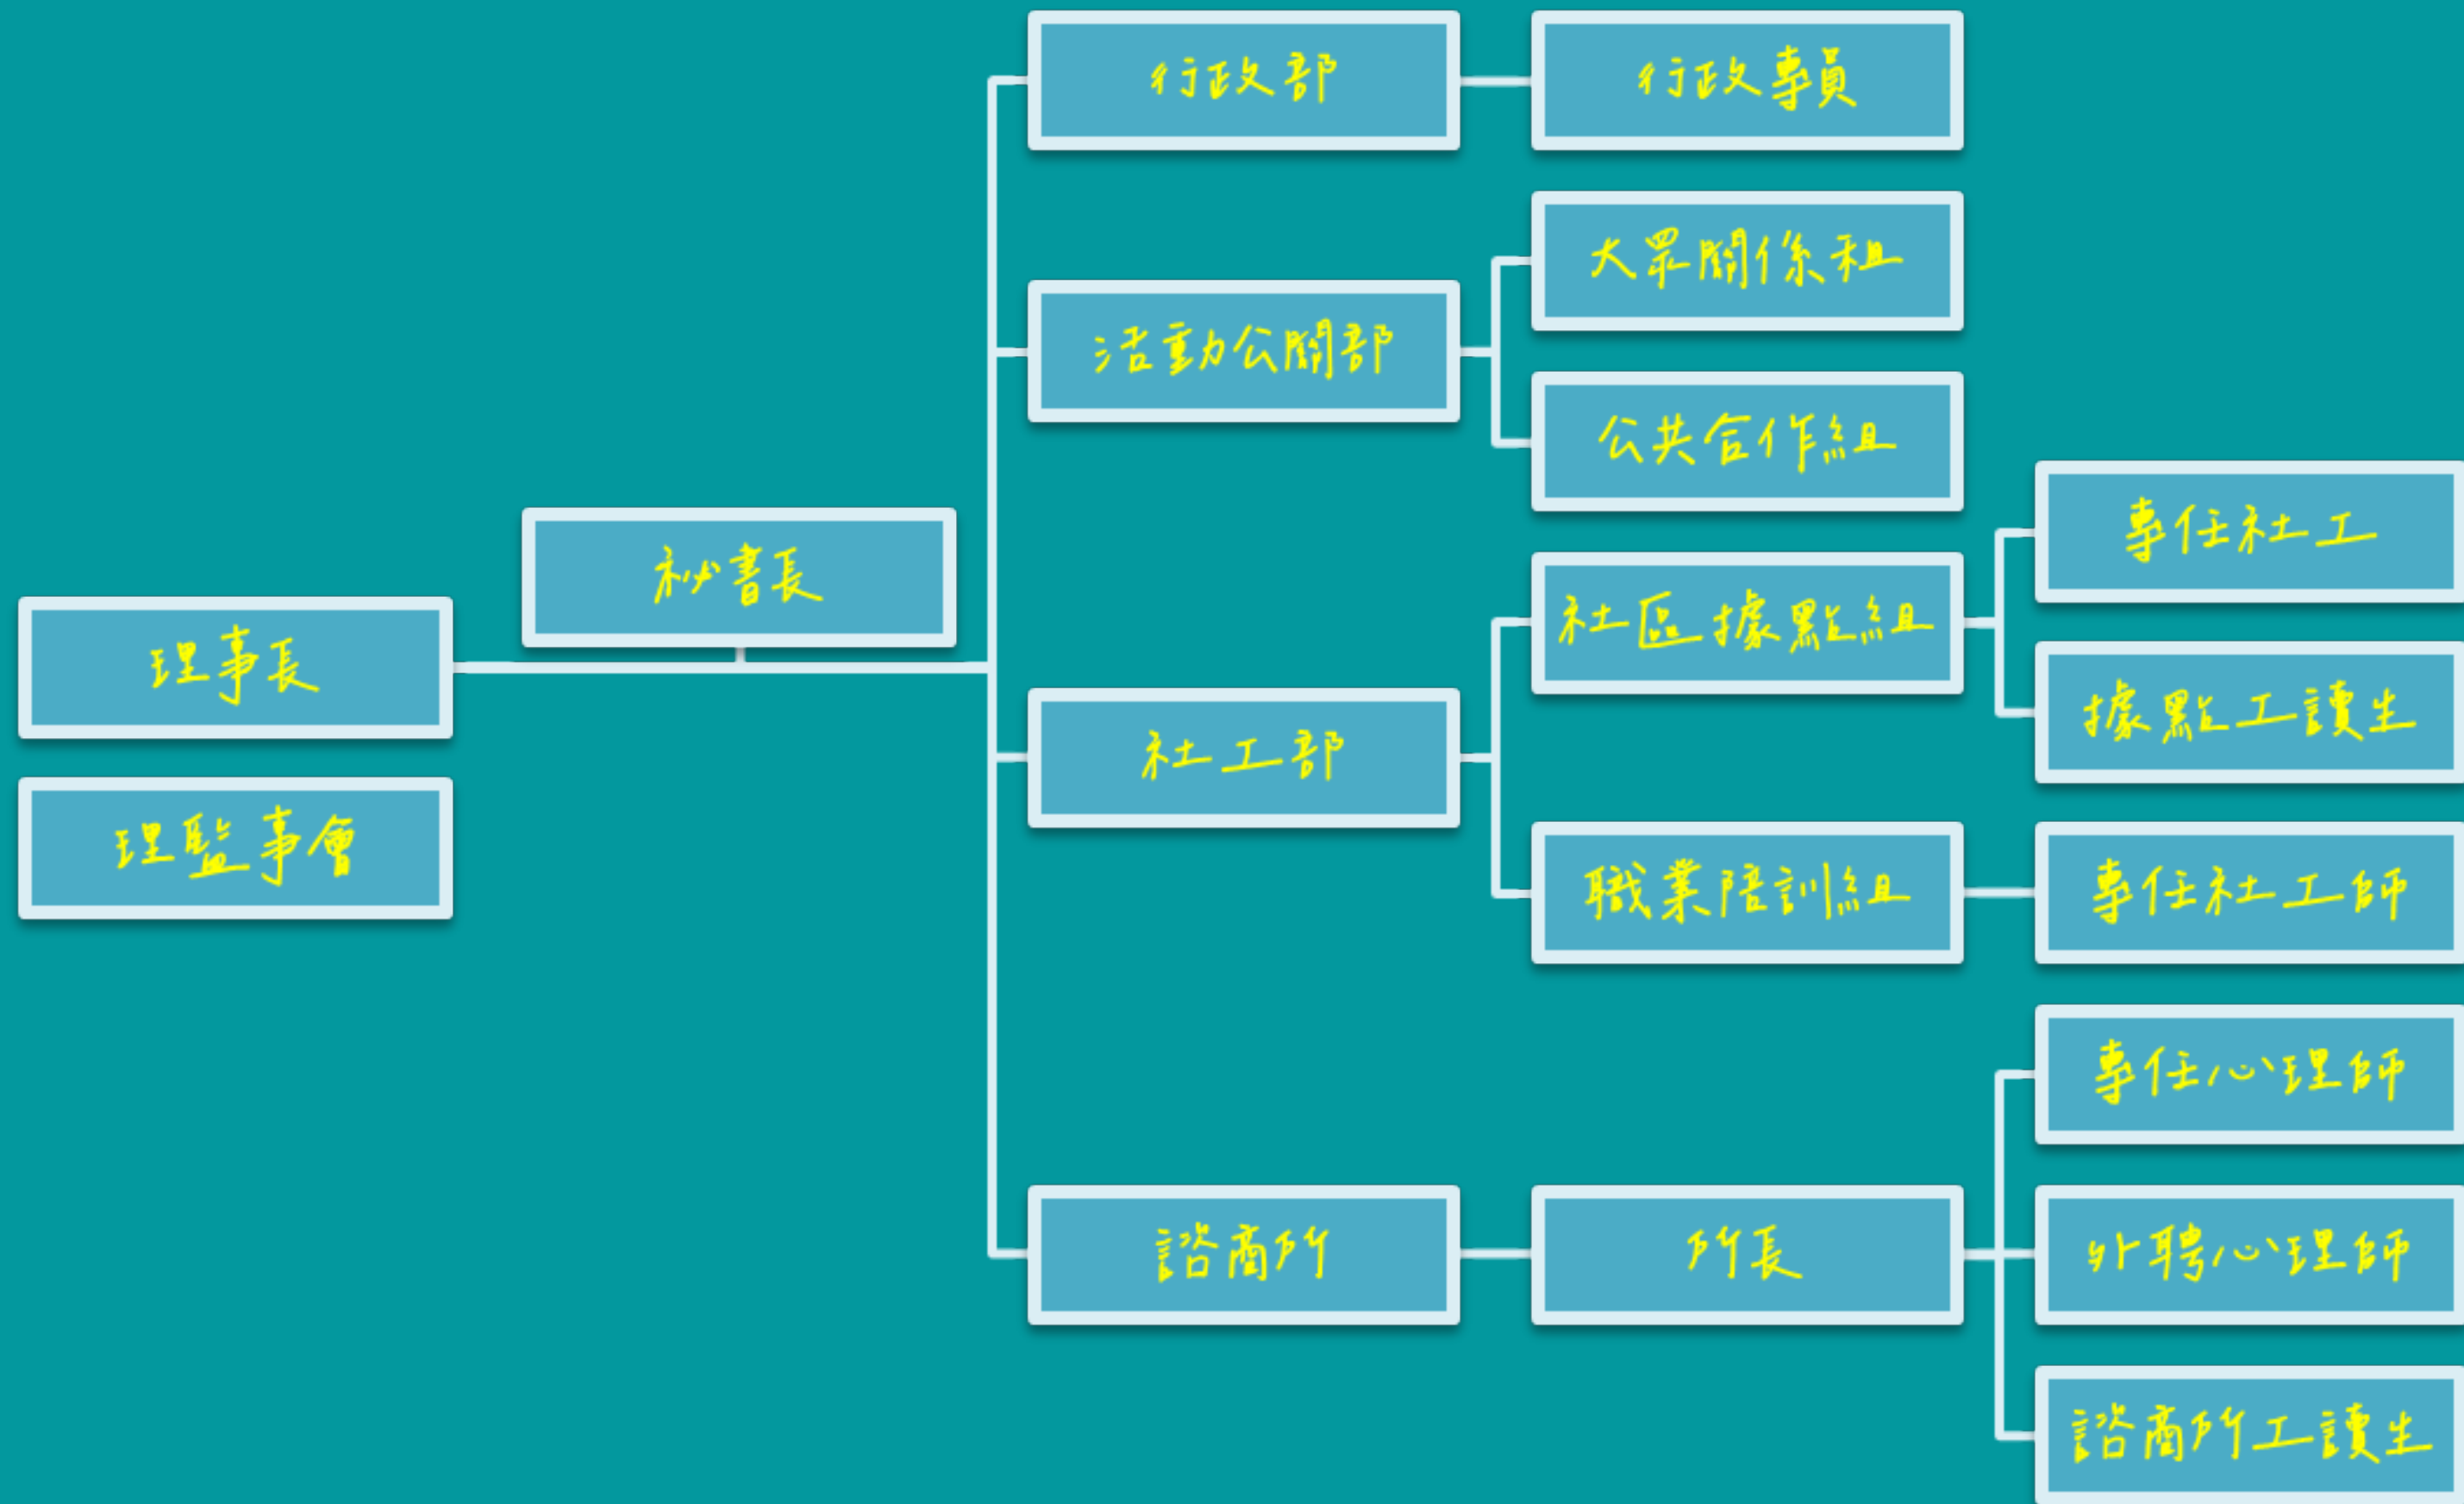 理事長
理監事會
祕書長
行政部
行政專員
活動公關部
大眾關係租
公共合作組
社工部
社區據點組
專任社工
據點工讀生
職業陪訓組
專任社工師
諮商所
所長
專任心理師
外聘心理師
諮商所工讀生